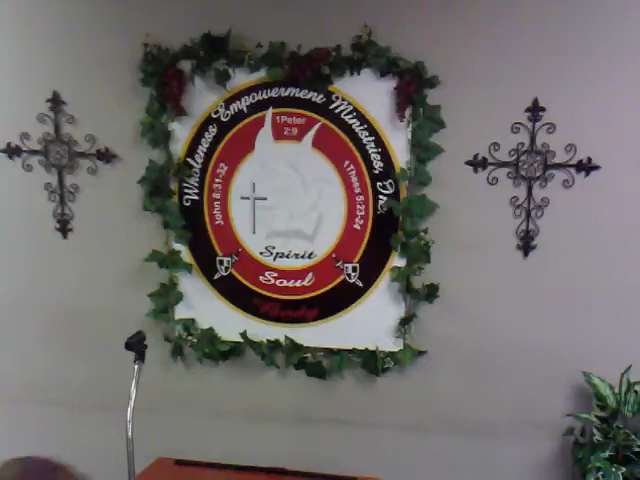 Wholeness Empowerment Ministries, Inc.
1Peter
2:9
John 8:31-32
1Thess 5:23-24
Spirit
Soul
Body